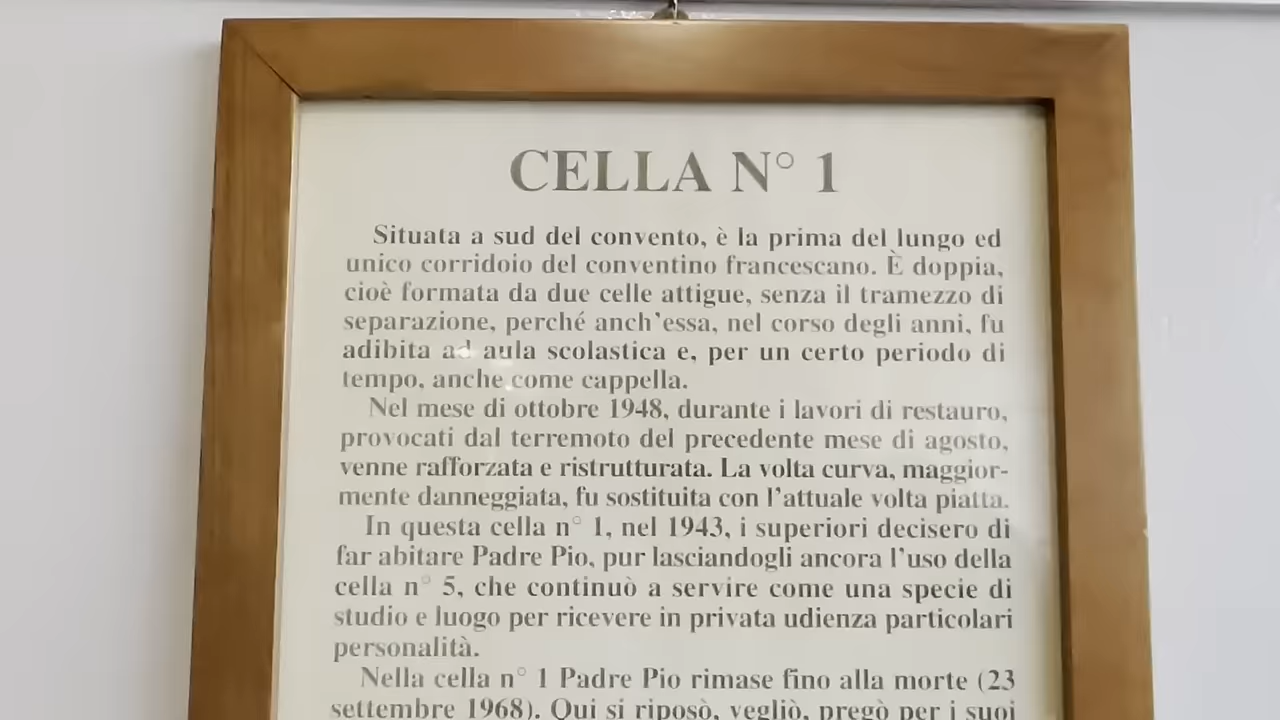 CELLA N° 1
Situata a sud del convento, è la prima del lungo ed
unico corridoio del conventino francescano. È doppia,
cioè formata da due celle attigue, senza il tramezzo di
separazione, perché anch'essa, nel corso degli anni, fu
adibita ad aula scolastica e, per un certo periodo di
tempo, anche come cappella.
Nel mese di ottobre 1948, durante i lavori di restauro,
provocati dal terremoto del precedente mese di agosto,
venne rafforzata e ristrutturata. La volta curva, maggior-
mente danneggiata, fu sostituita con l'attuale volta piatta.
In questa cella n° 1, nel 1943, i superiori decisero di
far abitare Padre Pio, pur lasciandogli ancora l'uso della
cella n° 5, che continuò a servire come una specie di
studio e luogo per ricevere in privata udienza particolari
personalità.
Nella cella n° 1 Padre Pio rimase fino alla morte (23
settembre 1968). Qui si riposò, vegliò, pregò per i suoi